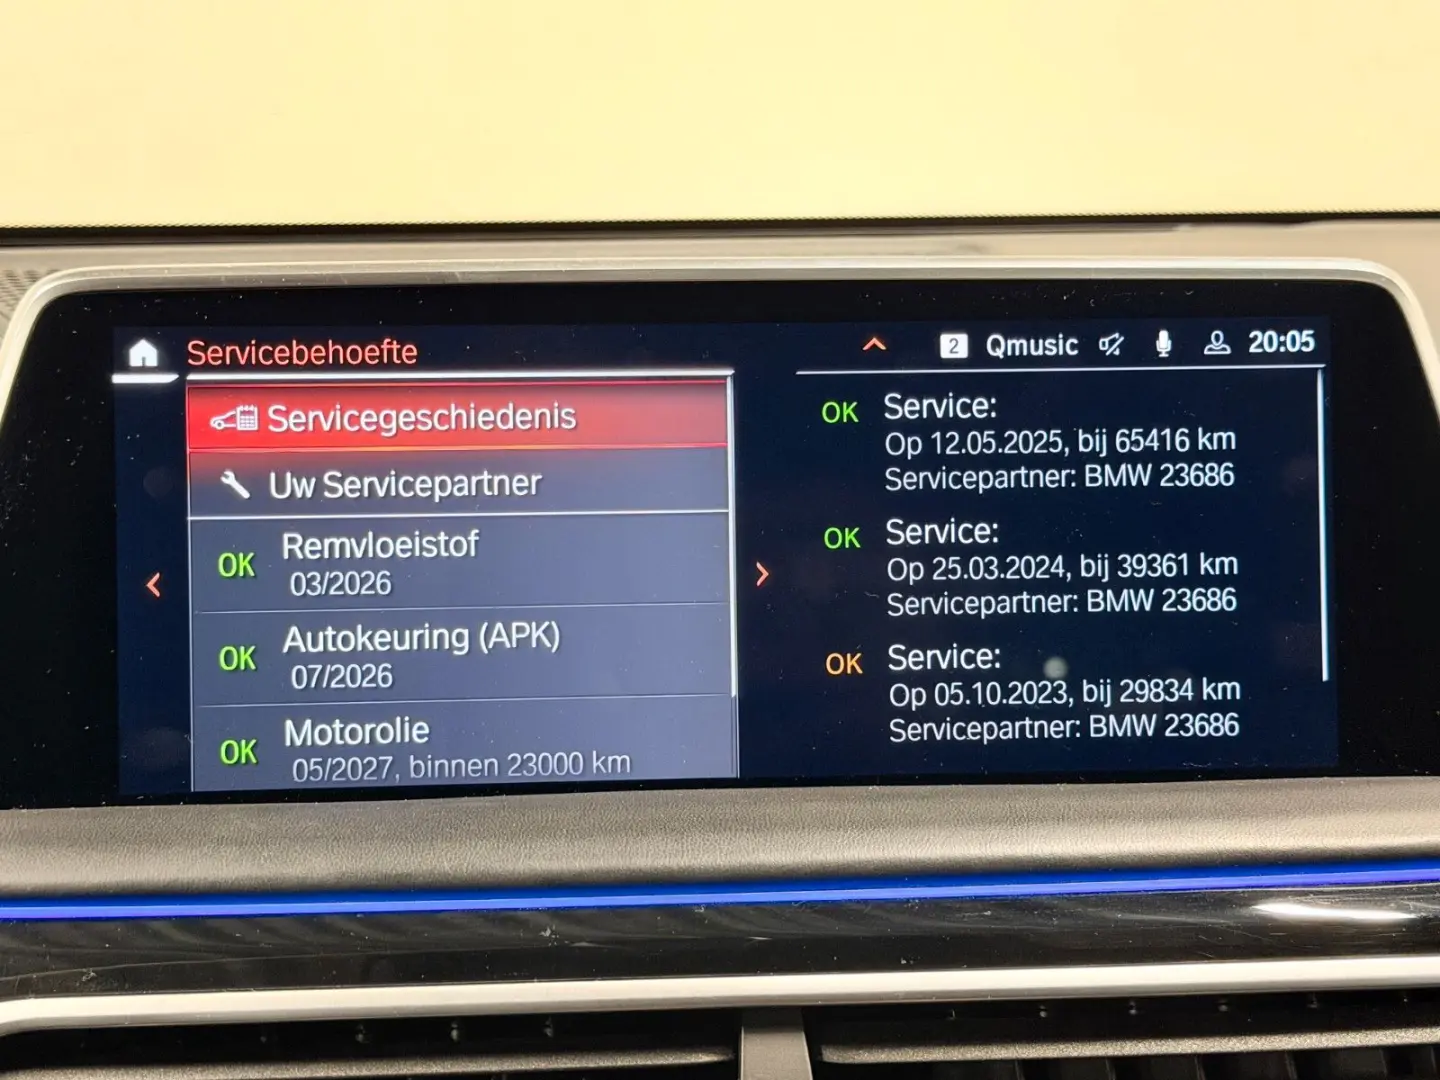 Servicebehoefte
2 Qmusic 20:05
Servicegeschiedenis
Uw Servicepartner
OK Remvloeistof
03/2026
OK Autokeuring (APK)
07/2026
OK Motorolie
05/2027, binnen 23000 km
OK Service:
Op 12.05.2025, bij 65416 km
Servicepartner: BMW 23686
OK Service:
Op 25.03.2024, bij 39361 km
Servicepartner: BMW 23686
OK Service:
Op 05.10.2023, bij 29834 km
Servicepartner: BMW 23686